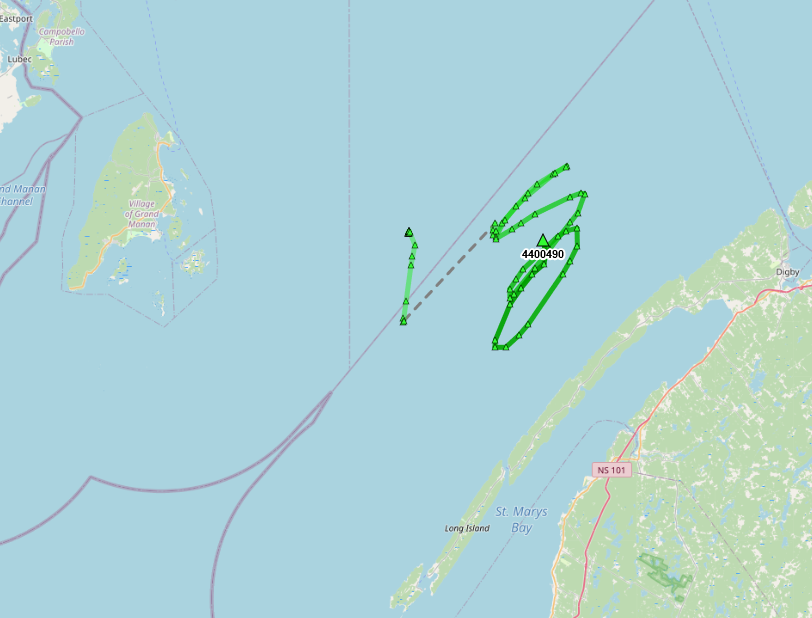 Eastport
Campobello
Parish
Lubec
nd Manan
Channel
Village
of Grand
Manan
4400490
Digby
NS 101
St. Marys
Bay
Long Island